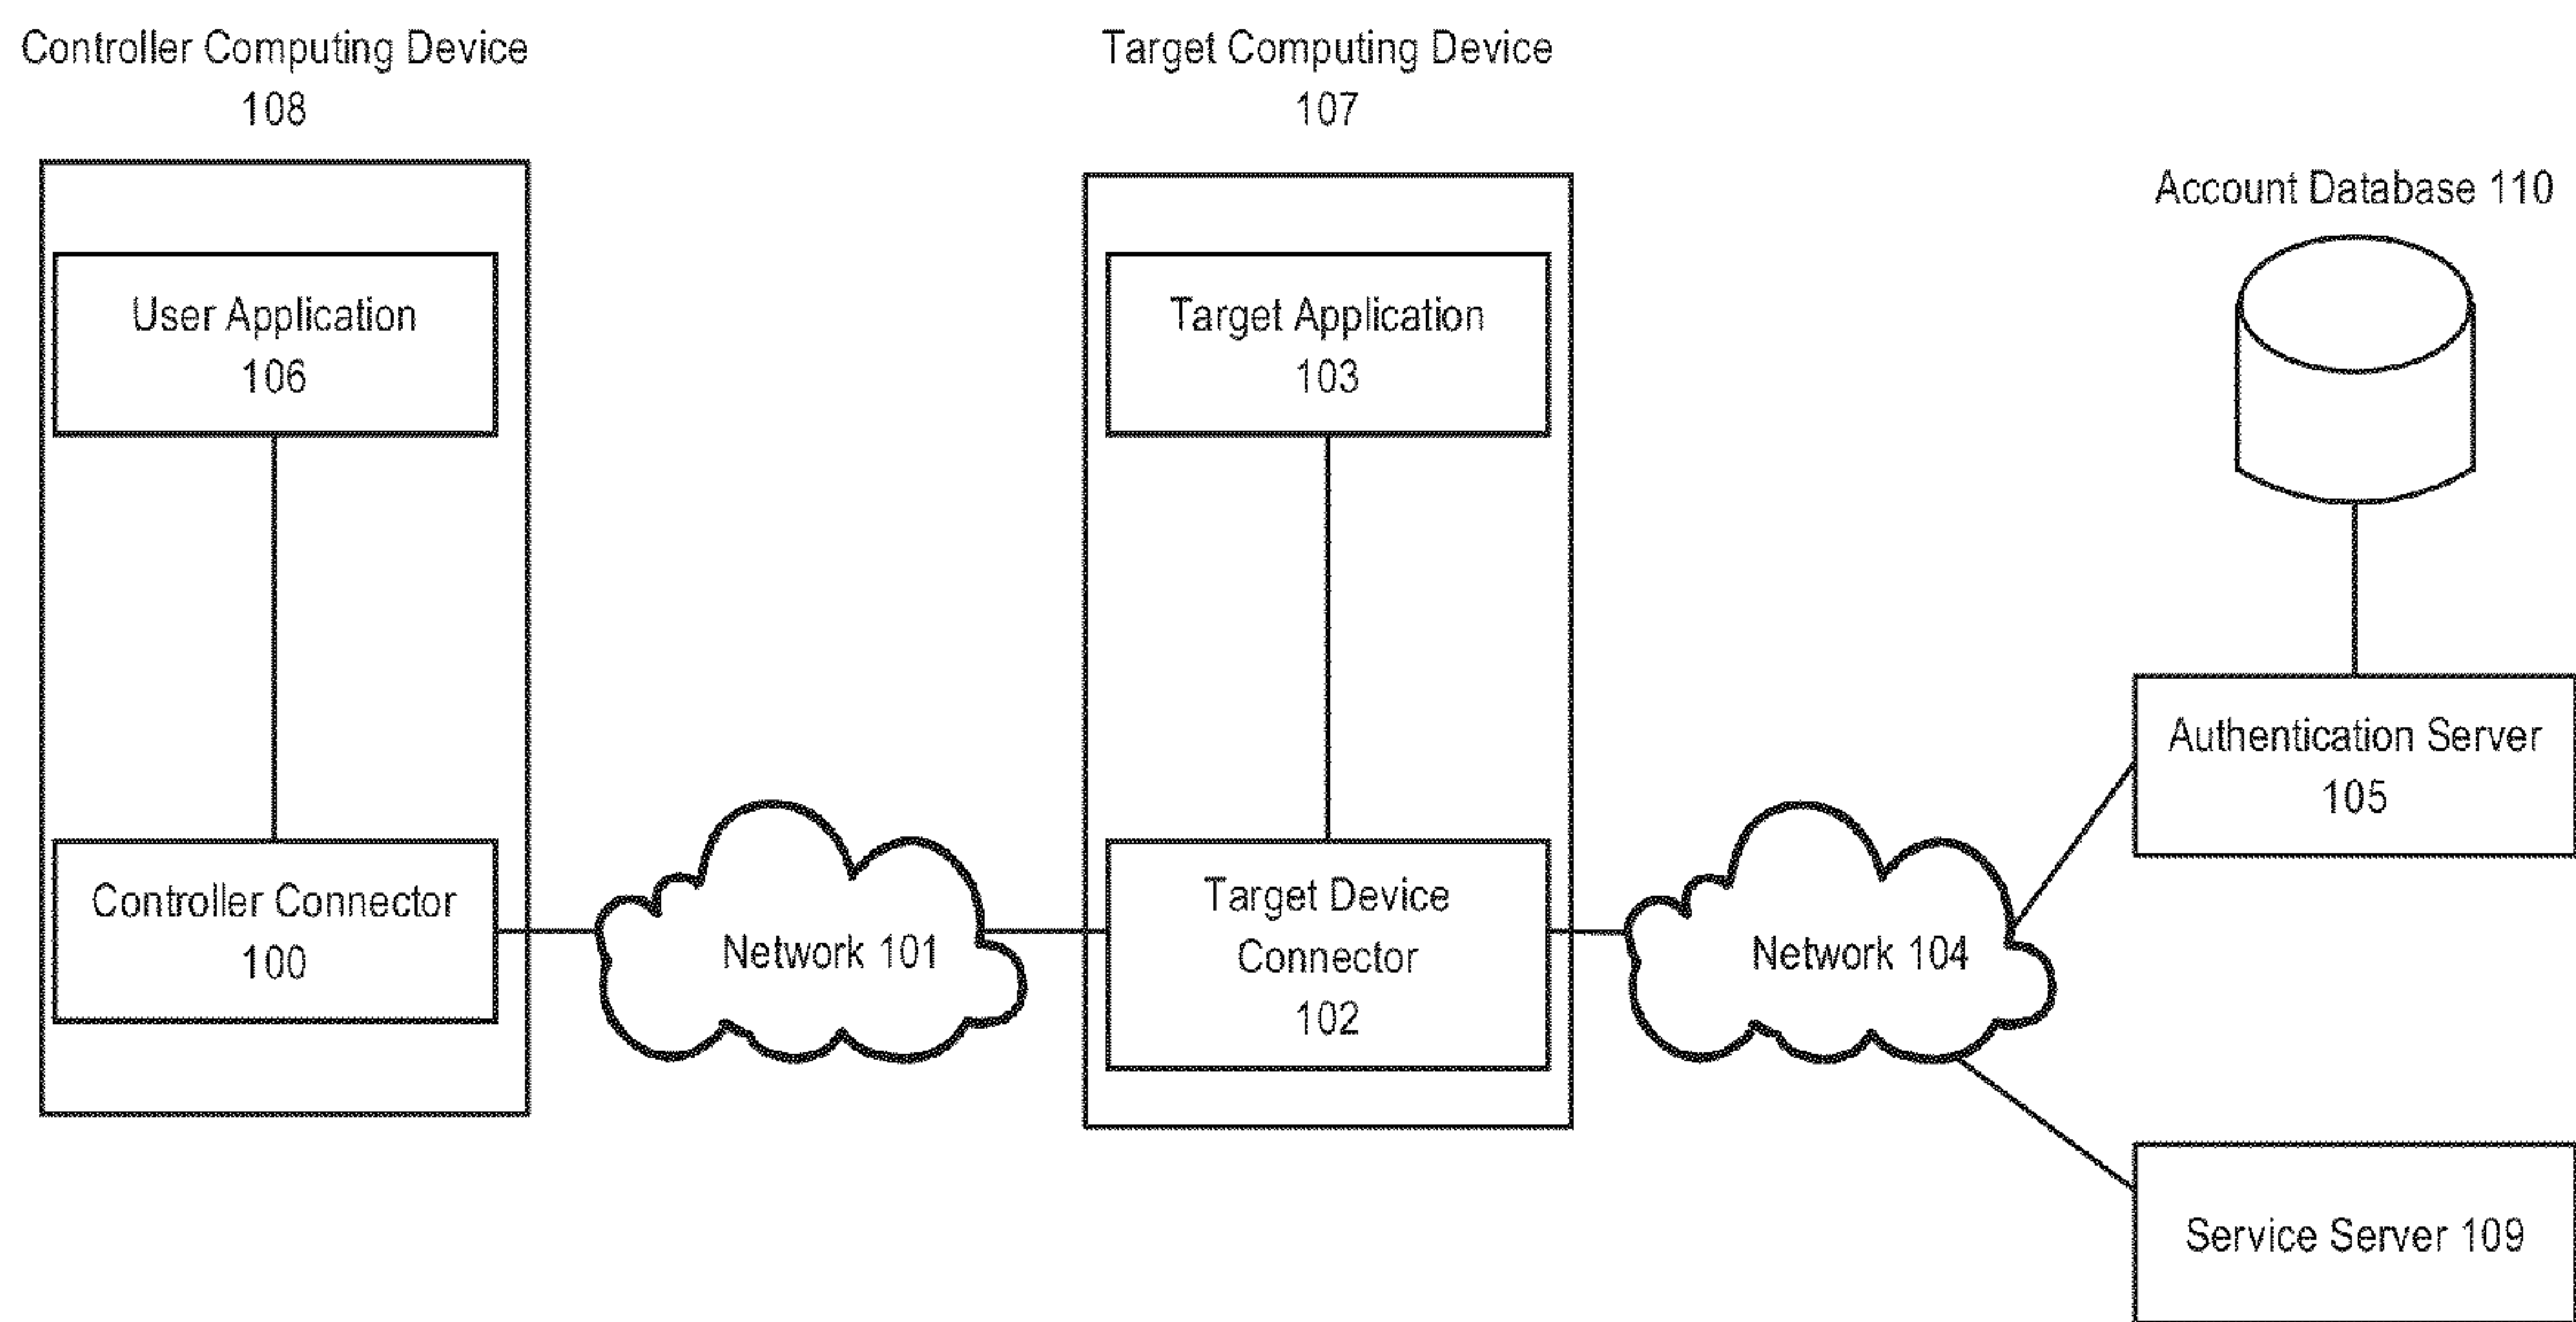 Controller Computing Device
108
Target Computing Device
107
Account Database 110
User Application
106
Target Application
103
Authentication Server
105
Controller Connector
100
Network 101
Target Device
Connector
102
Network 104
Service Server 109